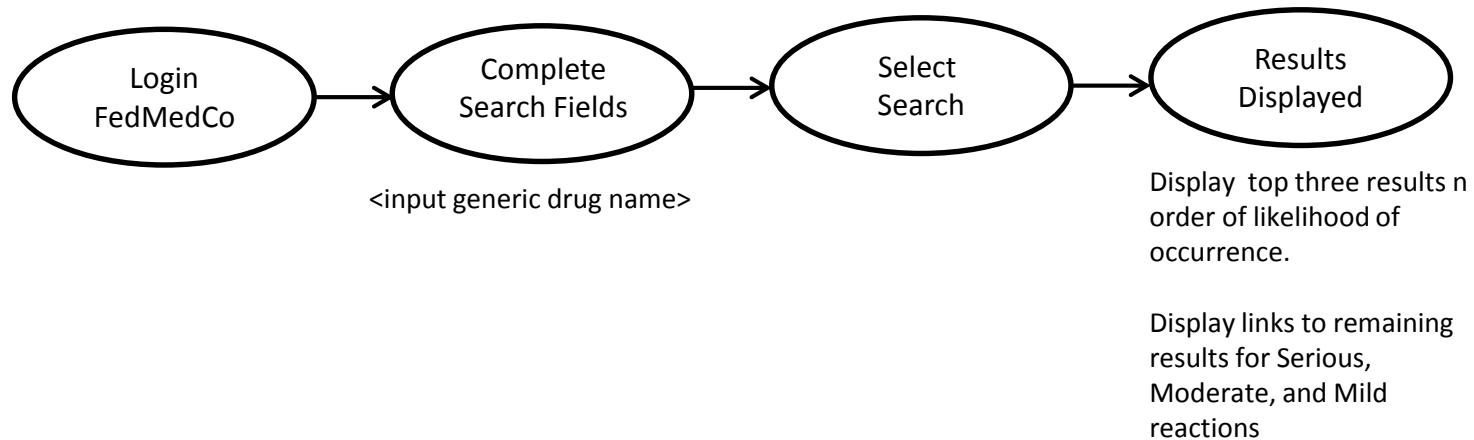 Login
FedMedCo
Complete
Search Fields
Select
Search
Results
Displayed
<input generic drug name>
Display top three results n
order of likelihood of
occurrence.
Display links to remaining
results for Serious,
Moderate, and Mild
reactions